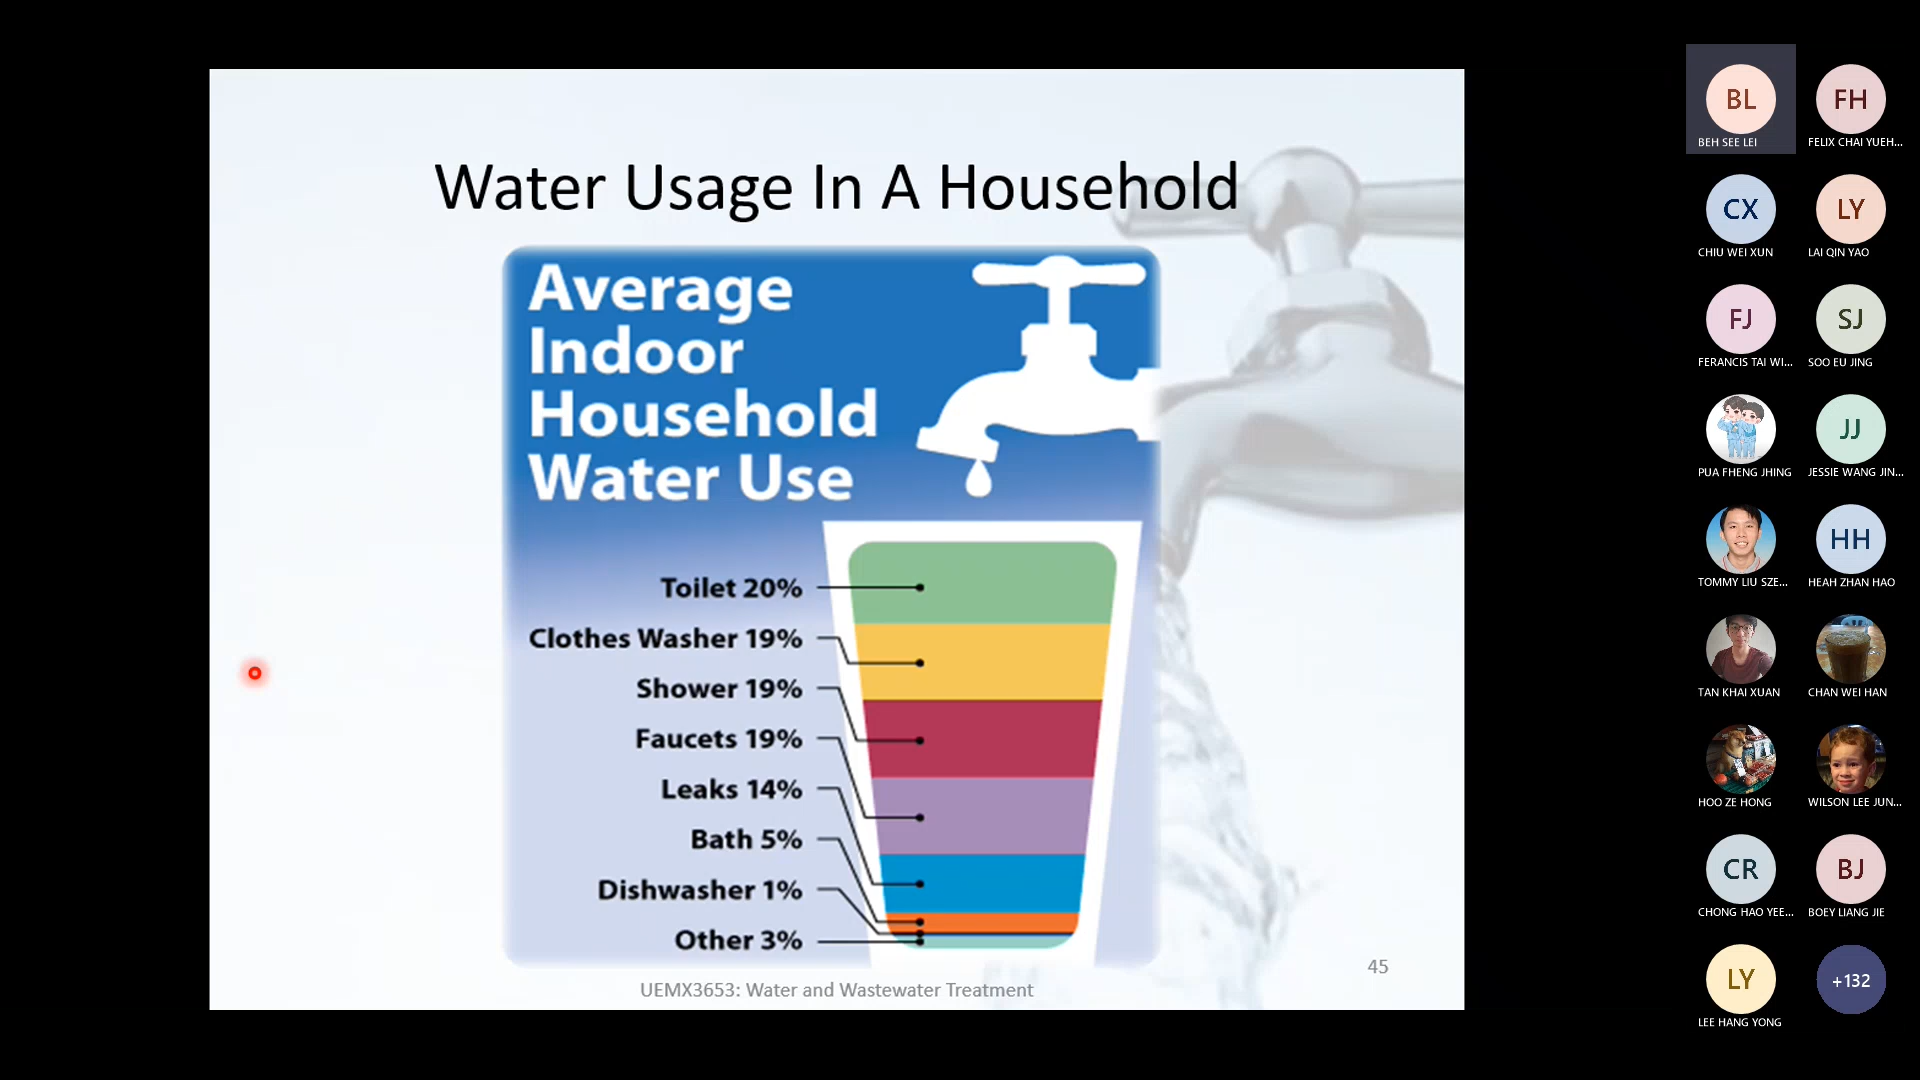 Water Usage In A Household
Average
Indoor
Household
Water Use
Toilet 20%
Clothes Washer 19%
Shower 19%
Faucets 19%
Leaks 14%
Bath 5%
Dishwasher 1%
Other 3%
UEMX3653: Water and Wastewater Treatment
45
BL
BEH SEE LEI
FH
FELIX CHAI YUEH...
CX
CHIU WEI XUN
LY
LAI QIN YAO
FJ
FERANCIS TAI WI...
SJ
SOO EU JING
PUA FHENG JHING
JJ
JESSIE WANG JIN...
TOMMY LIU SZE...
HH
HEAH ZHAN HAO
TAN KHAI XUAN
CHAN WEI HAN
HOO ZE HONG
WILSON LEE JUN...
CR
CHONG HAO YEE...
BJ
BOEY LIANG JIE
LY
LEE HANG YONG
+132